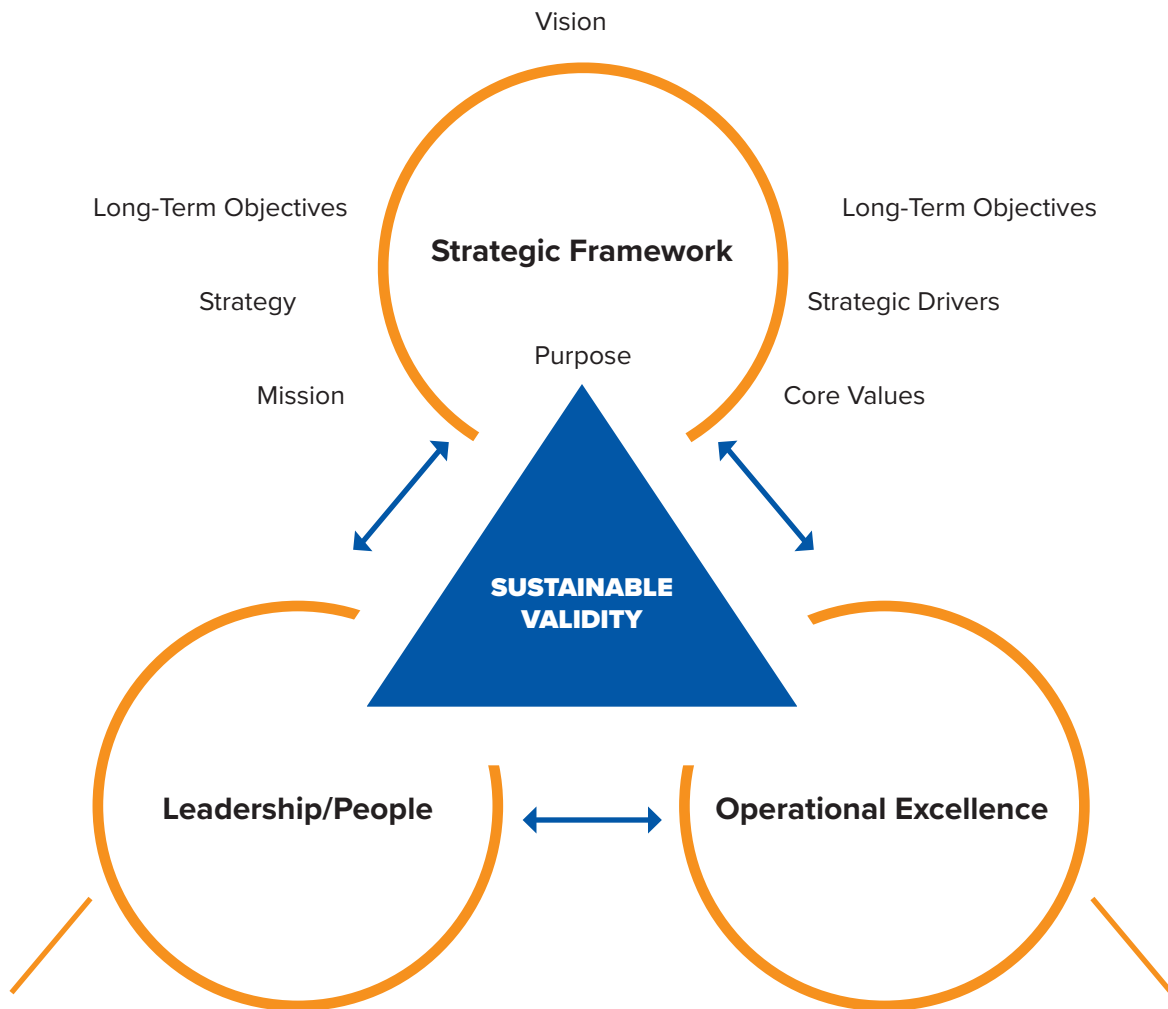 Vision
Long-Term Objectives
Long-Term Objectives
Strategic Framework
Strategy
Strategic Drivers
Purpose
Mission
Core Values
SUSTAINABLE
VALIDITY
Leadership/People
Operational Excellence